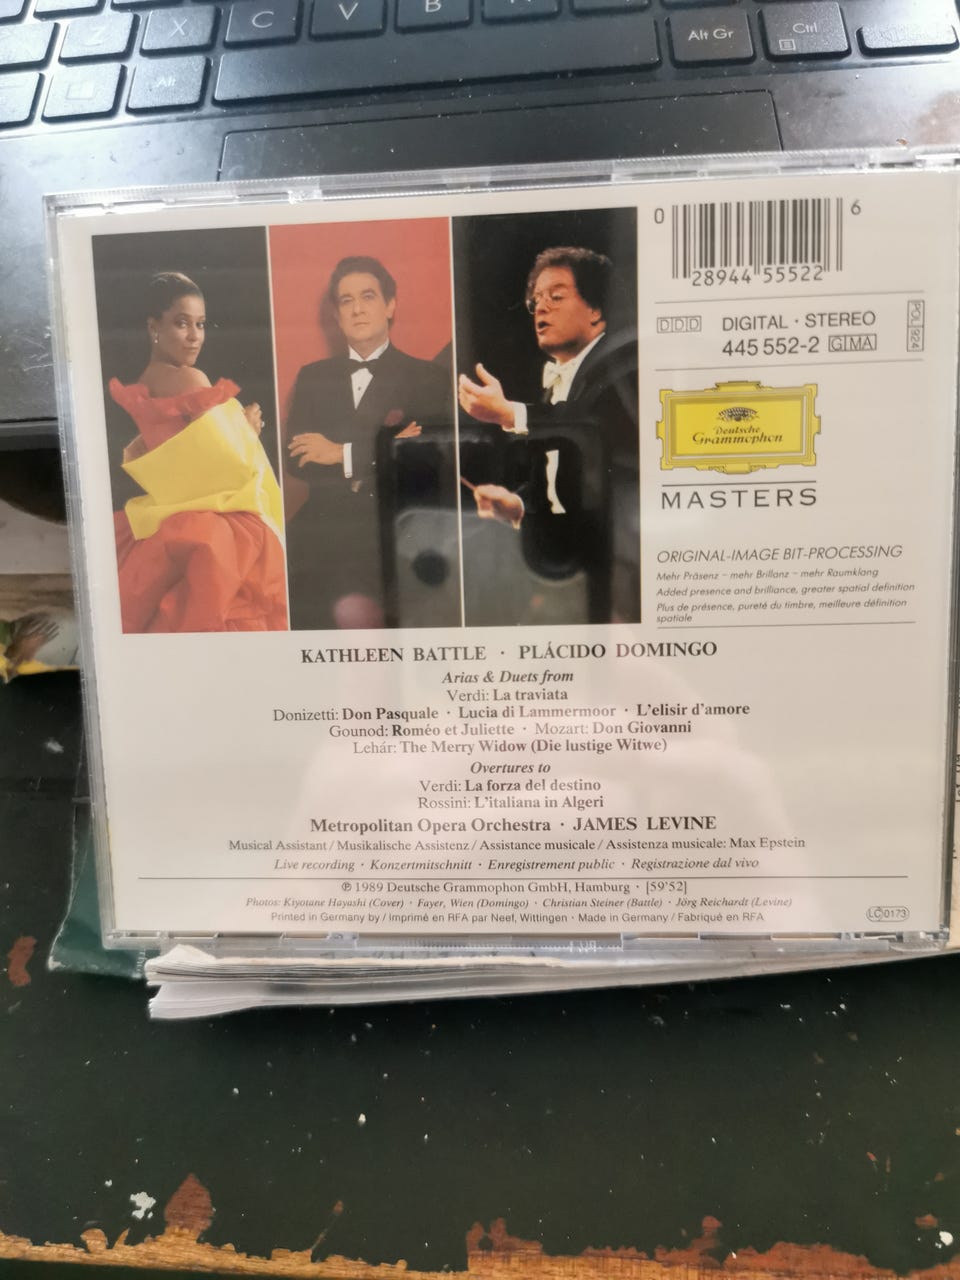 Z
X
C
V
B
Alt
Alt Gr
Ctrl
0
6
28944 55522
DDD
DIGITAL · STEREO
445 552-2 GEMA
POL 924
Deutsche
Grammophon
MASTERS
ORIGINAL-IMAGE BIT-PROCESSING
Mehr Präsenz – mehr Brillanz – mehr Raumklang
Added presence and brilliance, greater spatial definition
Plus de présence, pureté du timbre, meilleure définition
spatiale
KATHLEEN BATTLE · PLÁCIDO DOMINGO
Arias & Duets from
Verdi: La traviata
Donizetti: Don Pasquale · Lucia di Lammermoor · L'elisir d'amore
Gounod: Roméo et Juliette · Mozart: Don Giovanni
Lehár: The Merry Widow (Die lustige Witwe)
Overtures to
Verdi: La forza del destino
Rossini: L'italiana in Algeri
Metropolitan Opera Orchestra · JAMES LEVINE
Musical Assistant / Musikalische Assistenz / Assistance musicale / Assistenza musicale: Max Epstein
Live recording · Konzertmitschnitt · Enregistrement public · Registrazione dal vivo
℗ 1989 Deutsche Grammophon GmbH, Hamburg · [59'52]
Photos: Kiyotane Hayashi (Cover) · Fayer, Wien (Domingo) · Christian Steiner (Battle) · Jörg Reichardt (Levine)
Printed in Germany by / Imprimé en RFA par Neef, Wittingen · Made in Germany / Fabriqué en RFA
LC 0173